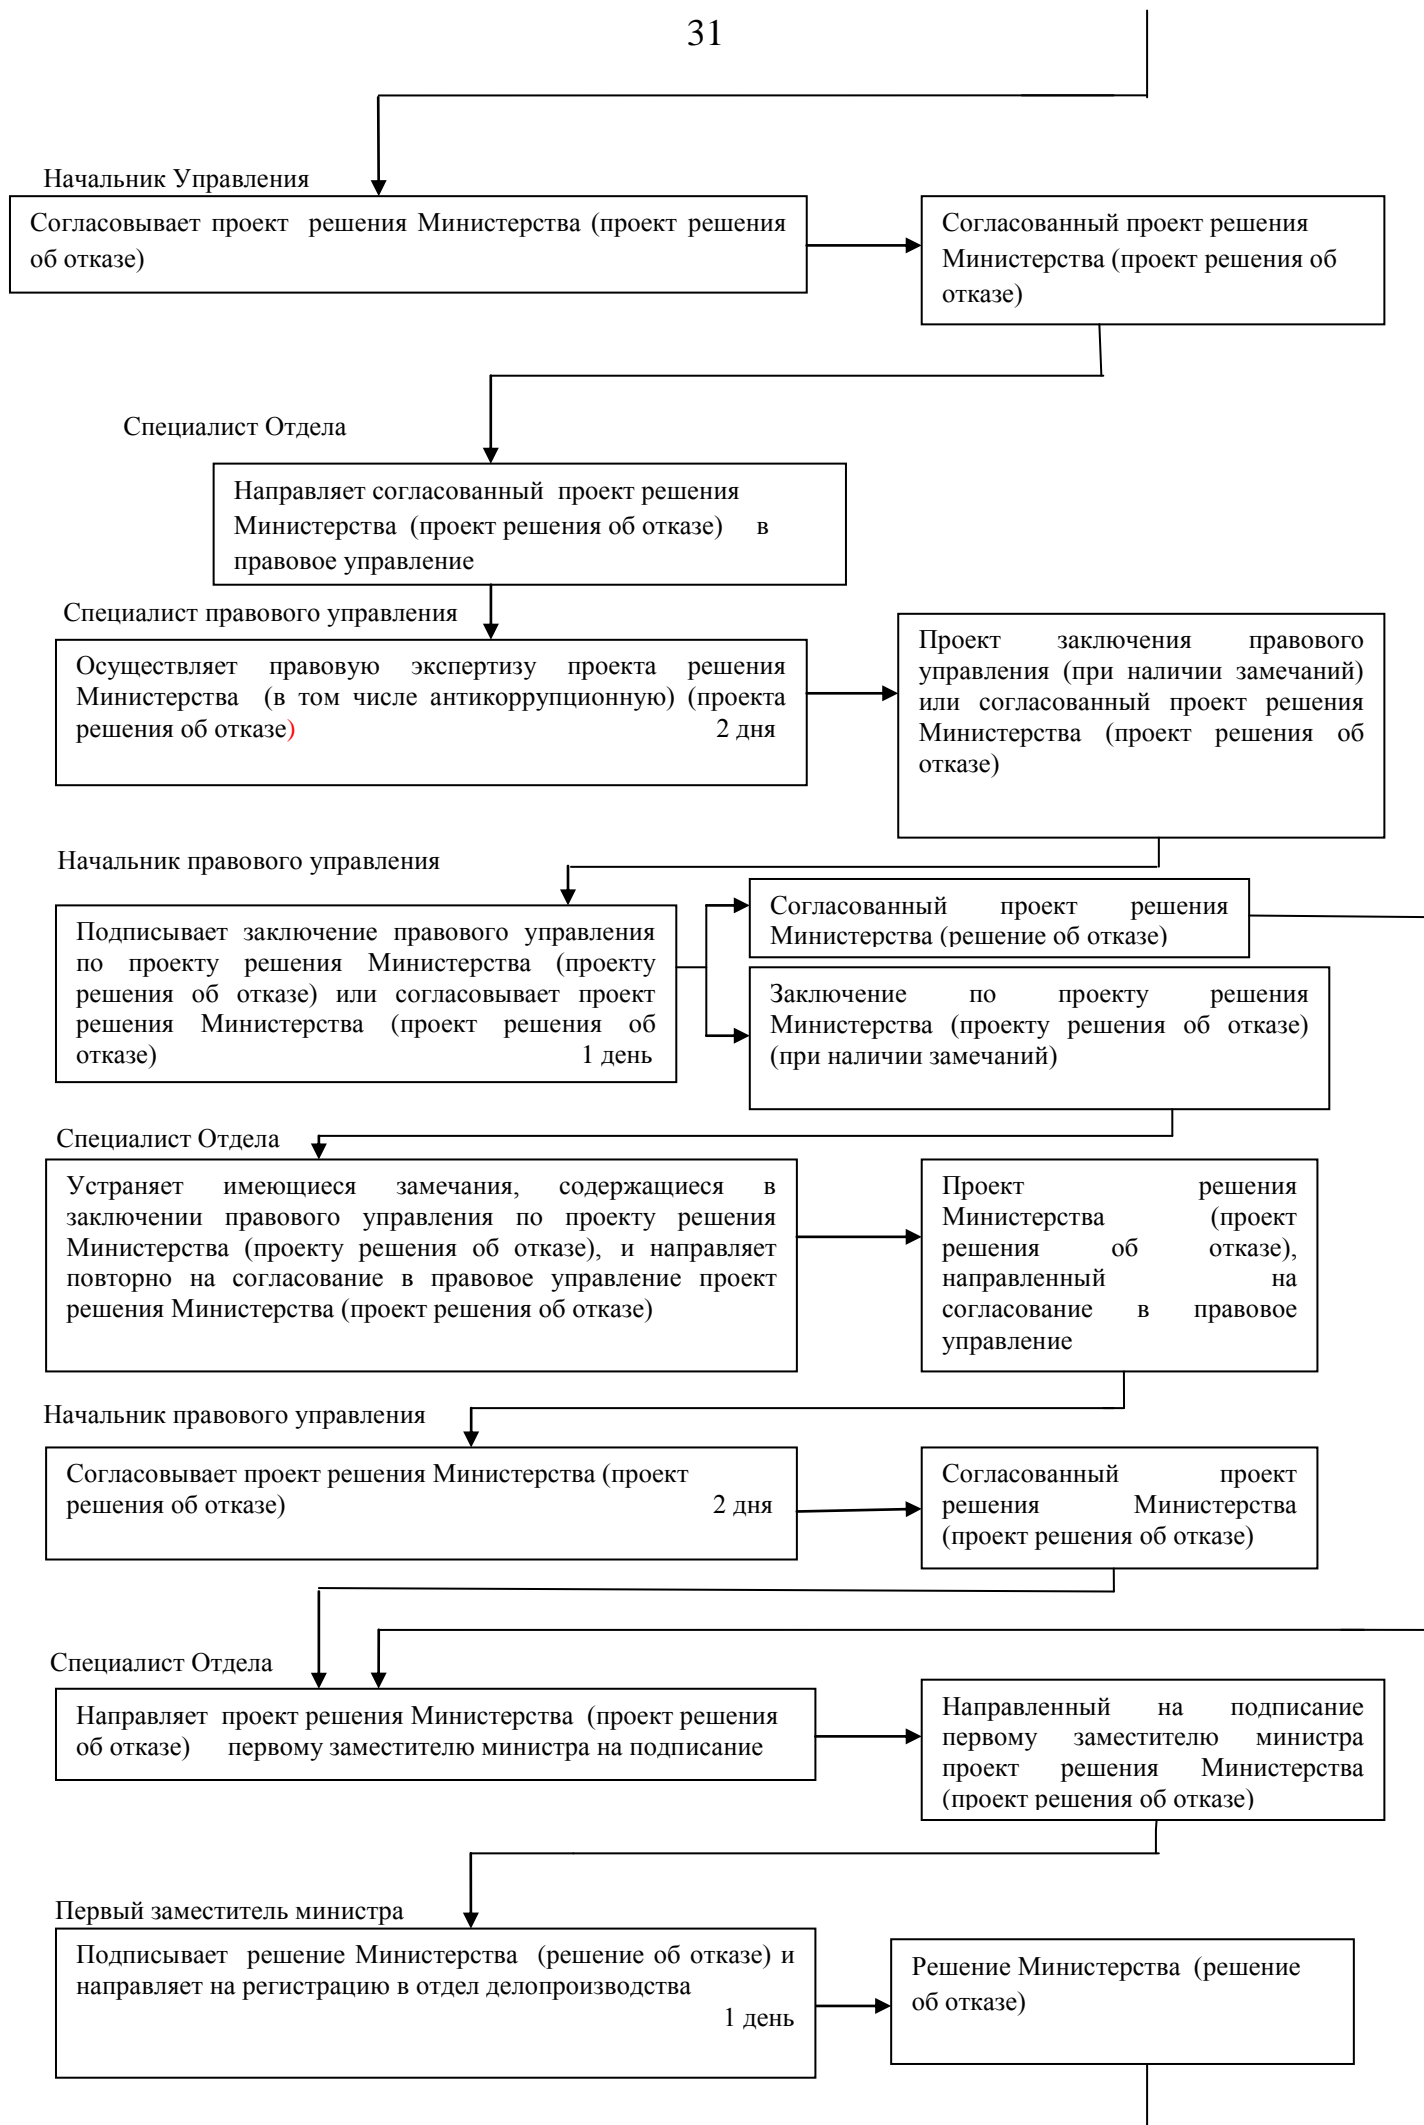 31
Начальник Управления
Согласовывает проект решения Министерства (проект решения
об отказе)
Согласованный проект решения
Министерства (проект решения об
отказе)
Специалист Отдела
Направляет согласованный проект решения
Министерства (проект решения об отказе) в
правовое управление
Специалист правового управления
Осуществляет правовую экспертизу проекта решения
Министерства (в том числе антикоррупционную) (проекта
решения об отказе) 2 дня
Проект заключения правового
управления (при наличии замечаний)
или согласованный проект решения
Министерства (проект решения об
отказе)
Начальник правового управления
Подписывает заключение правового управления
по проекту решения Министерства (проекту
решения об отказе) или согласовывает проект
решения Министерства (проект решения об
отказе) 1 день
Согласованный проект решения
Министерства (решение об отказе)
Заключение по проекту решения
Министерства (проекту решения об отказе)
(при наличии замечаний)
Специалист Отдела
Устраняет имеющиеся замечания, содержащиеся в
заключении правового управления по проекту решения
Министерства (проекту решения об отказе), и направляет
повторно на согласование в правовое управление проект
решения Министерства (проект решения об отказе)
Проект решения
Министерства (проект
решения об отказе),
направленный на
согласование в правовое
управление
Начальник правового управления
Согласовывает проект решения Министерства (проект
решения об отказе) 2 дня
Согласованный проект
решения Министерства
(проект решения об отказе)
Специалист Отдела
Направляет проект решения Министерства (проект решения
об отказе) первому заместителю министра на подписание
Направленный на подписание
первому заместителю министра
проект решения Министерства
(проект решения об отказе)
Первый заместитель министра
Подписывает решение Министерства (решение об отказе) и
направляет на регистрацию в отдел делопроизводства
1 день
Решение Министерства (решение
об отказе)